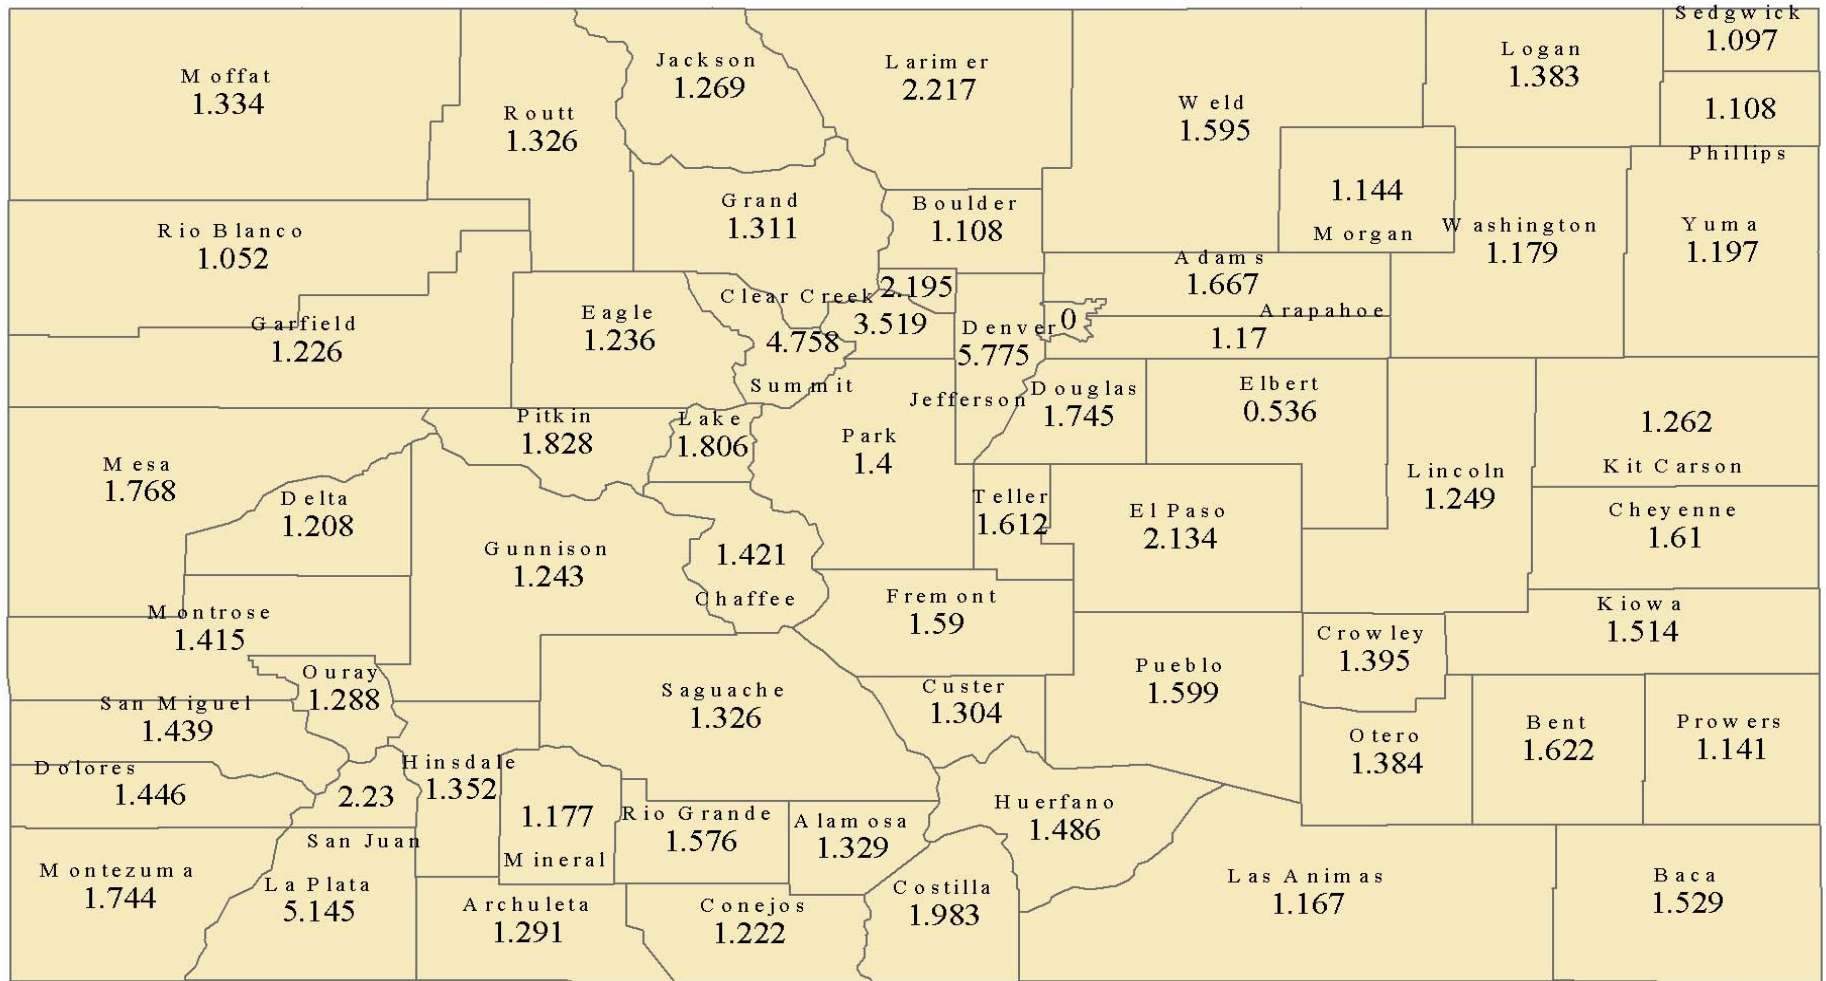 Sedgwick
1.097
Logan
1.383
Jackson
1.269
Larimer
2.217
Moffat
1.334
Weld
1.595
Routt
1.326
1.108
Phillips
1.144
Morgan
Grand
1.311
Boulder
1.108
Washington
1.179
Yuma
1.197
Rio Blanco
1.052
Adams
1.667
Clear Creek
2.195
3.519
Eagle
1.236
Garfield
1.226
Arapahoe
1.17
0
Denver
5.775
4.758
Summit
Jefferson
Douglas
1.745
Elbert
0.536
Pitkin
1.828
Lake
1.806
Park
1.4
1.262
Kit Carson
Mesa
1.768
Lincoln
1.249
Delta
1.208
Teller
1.612
El Paso
2.134
Cheyenne
1.61
Gunnison
1.243
1.421
Chaffee
Fremont
1.59
Kiowa
1.514
Montrose
1.415
Crowley
1.395
Ouray
1.288
Pueblo
1.599
Saguache
1.326
Custer
1.304
San Miguel
1.439
Otero
1.384
Bent
1.622
Prowers
1.141
Dolores
1.446
Hinsdale
1.352
2.23
San Juan
1.177
Mineral
Rio Grande
1.576
Alamosa
1.329
Huerfano
1.486
Montezuma
1.744
La Plata
5.145
Archuleta
1.291
Conejos
1.222
Costilla
1.983
Las Animas
1.167
Baca
1.529